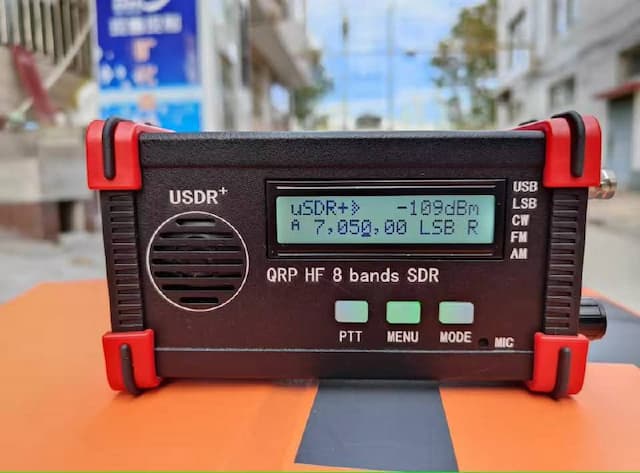 USDR+
uSDR+ -109dBm
A 7,050,00 LSB R
USB
LSB
CW
FM
AM
QRP HF 8 bands SDR
PTT
MENU
MODE
MIC